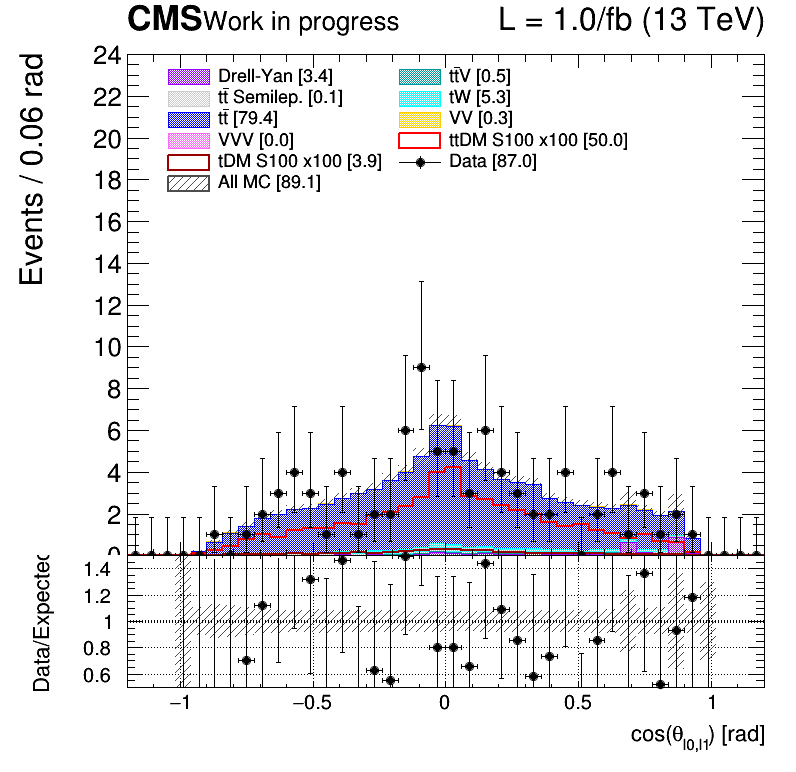 CMS Work in progress L = 1.0/fb (13 TeV)
Events / 0.06 rad
24
22
20
18
16
14
12
10
8
6
4
2
0
Drell-Yan [3.4]
tt̄V [0.5]
tt̄ Semilep. [0.1]
tW [5.3]
tt̄ [79.4]
VV [0.3]
VVV [0.0]
ttDM S100 x100 [50.0]
tDM S100 x100 [3.9]
Data [87.0]
All MC [89.1]
Data/Expected
1.4
1.2
1
0.8
0.6
−1 −0.5 0 0.5 1
cos(θl0,l1) [rad]